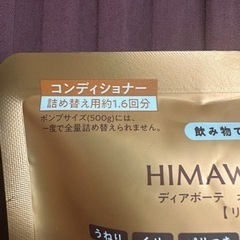 コンディショナー
詰め替え用約1.6回分
ポンプサイズ(500g)には、
一度で全量詰め替えられません。
飲み物で
HIMAW
ディアボーテ
【リ
うねり